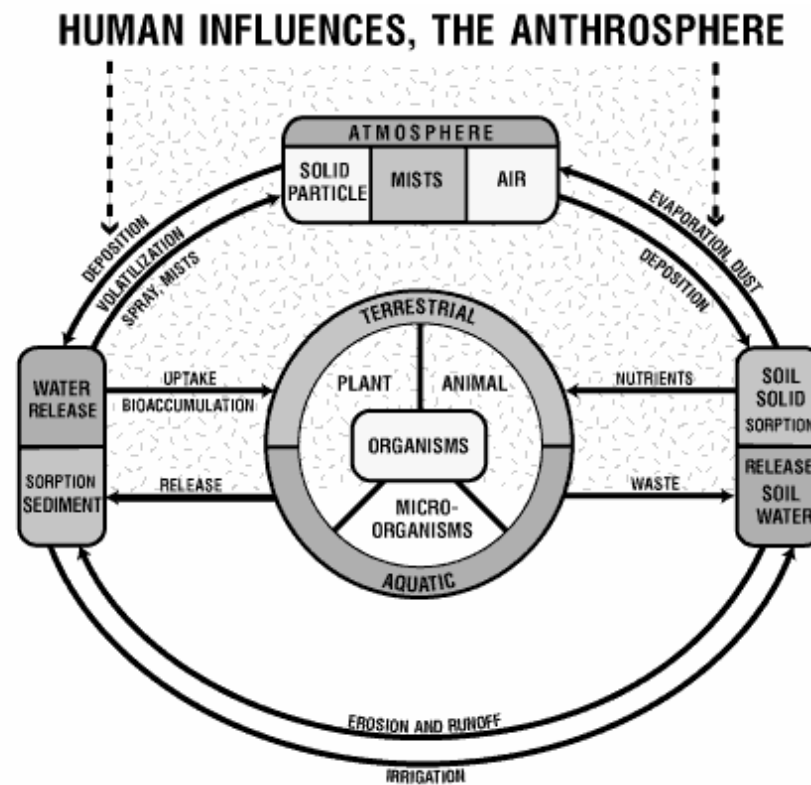 HUMAN INFLUENCES, THE ANTHROSPHERE
ATMOSPHERE
SOLID
PARTICLE
MISTS
AIR
DEPOSITION
VOLATILIZATION
SPRAY, MISTS
EVAPORATION, DUST
DEPOSITION
TERRESTRIAL
WATER
RELEASE
UPTAKE
BIOACCUMULATION
PLANT
ANIMAL
NUTRIENTS
SOIL
SOLID
SORPTION
ORGANISMS
SORPTION
SEDIMENT
RELEASE
MICRO-
ORGANISMS
WASTE
RELEASE
SOIL
WATER
AQUATIC
EROSION AND RUNOFF
IRRIGATION